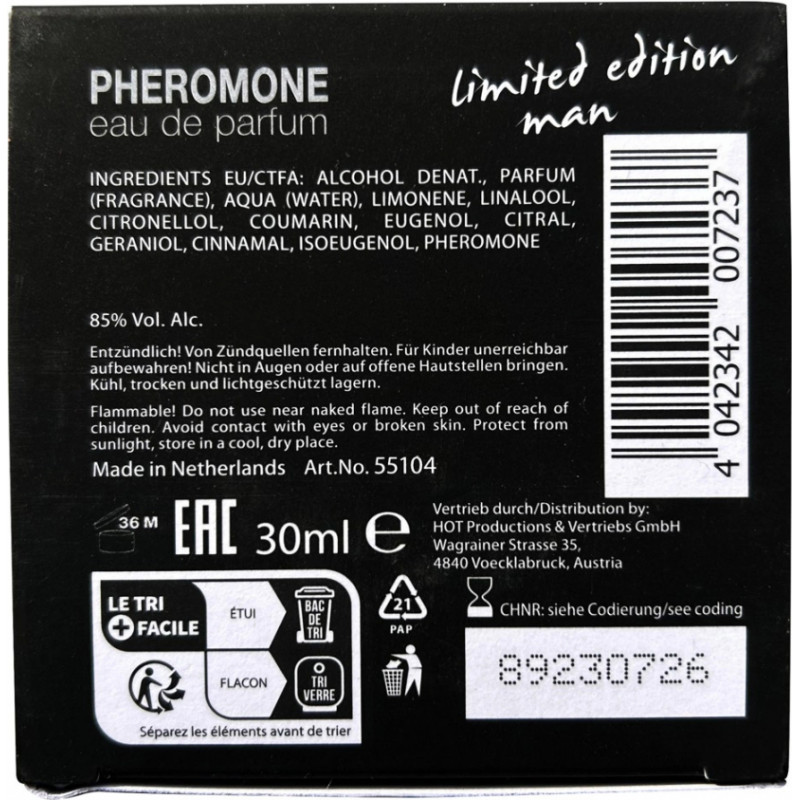 PHEROMONE
eau de parfum
limited edition
man
INGREDIENTS EU/CTFA: ALCOHOL DENAT., PARFUM
(FRAGRANCE), AQUA (WATER), LIMONENE, LINALOOL,
CITRONELLOL, COUMARIN, EUGENOL, CITRAL,
GERANIOL, CINNAMAL, ISOEUGENOL, PHEROMONE
4 042342 007237
85% Vol. Alc.
Entzündlich! Von Zündquellen fernhalten. Für Kinder unerreichbar
aufbewahren! Nicht in Augen oder auf offene Hautstellen bringen.
Kühl, trocken und lichtgeschützt lagern.
Flammable! Do not use near naked flame. Keep out of reach of
children. Avoid contact with eyes or broken skin. Protect from
sunlight, store in a cool, dry place.
Made in Netherlands Art.No. 55104
36 M
EAC
30ml e
Vertrieb durch/Distribution by:
HOT Productions & Vertriebs GmbH
Wagrainer Strasse 35,
4840 Voecklabruck, Austria
LE TRI
+ FACILE
ÉTUI
BAC
DE
TRI
FLACON
TRI
VERRE
Séparez les éléments avant de trier
21
PAP
CHNR: siehe Codierung/see coding
89230726